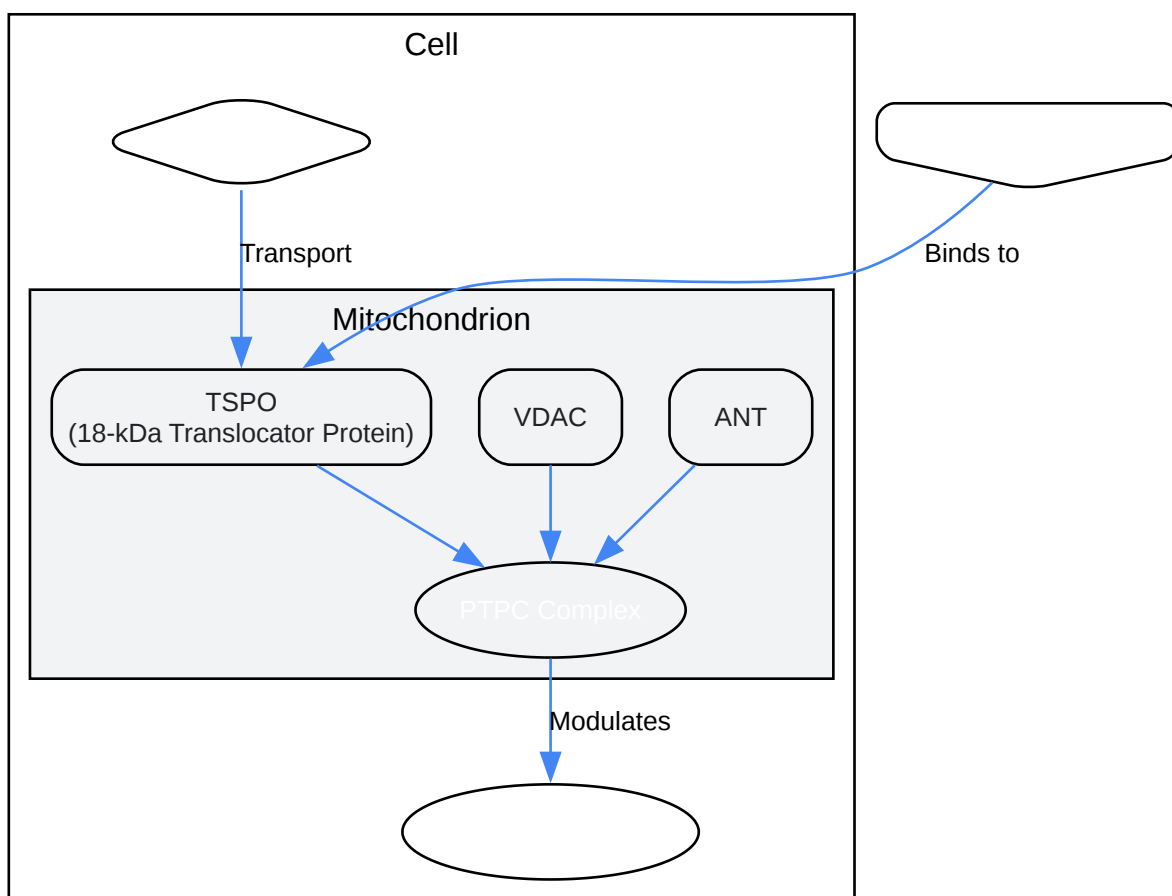 Cell
Transport
Binds to
Mitochondrion
TSPO
(18-kDa Translocator Protein)
VDAC
ANT
PTPC Complex
Modulates